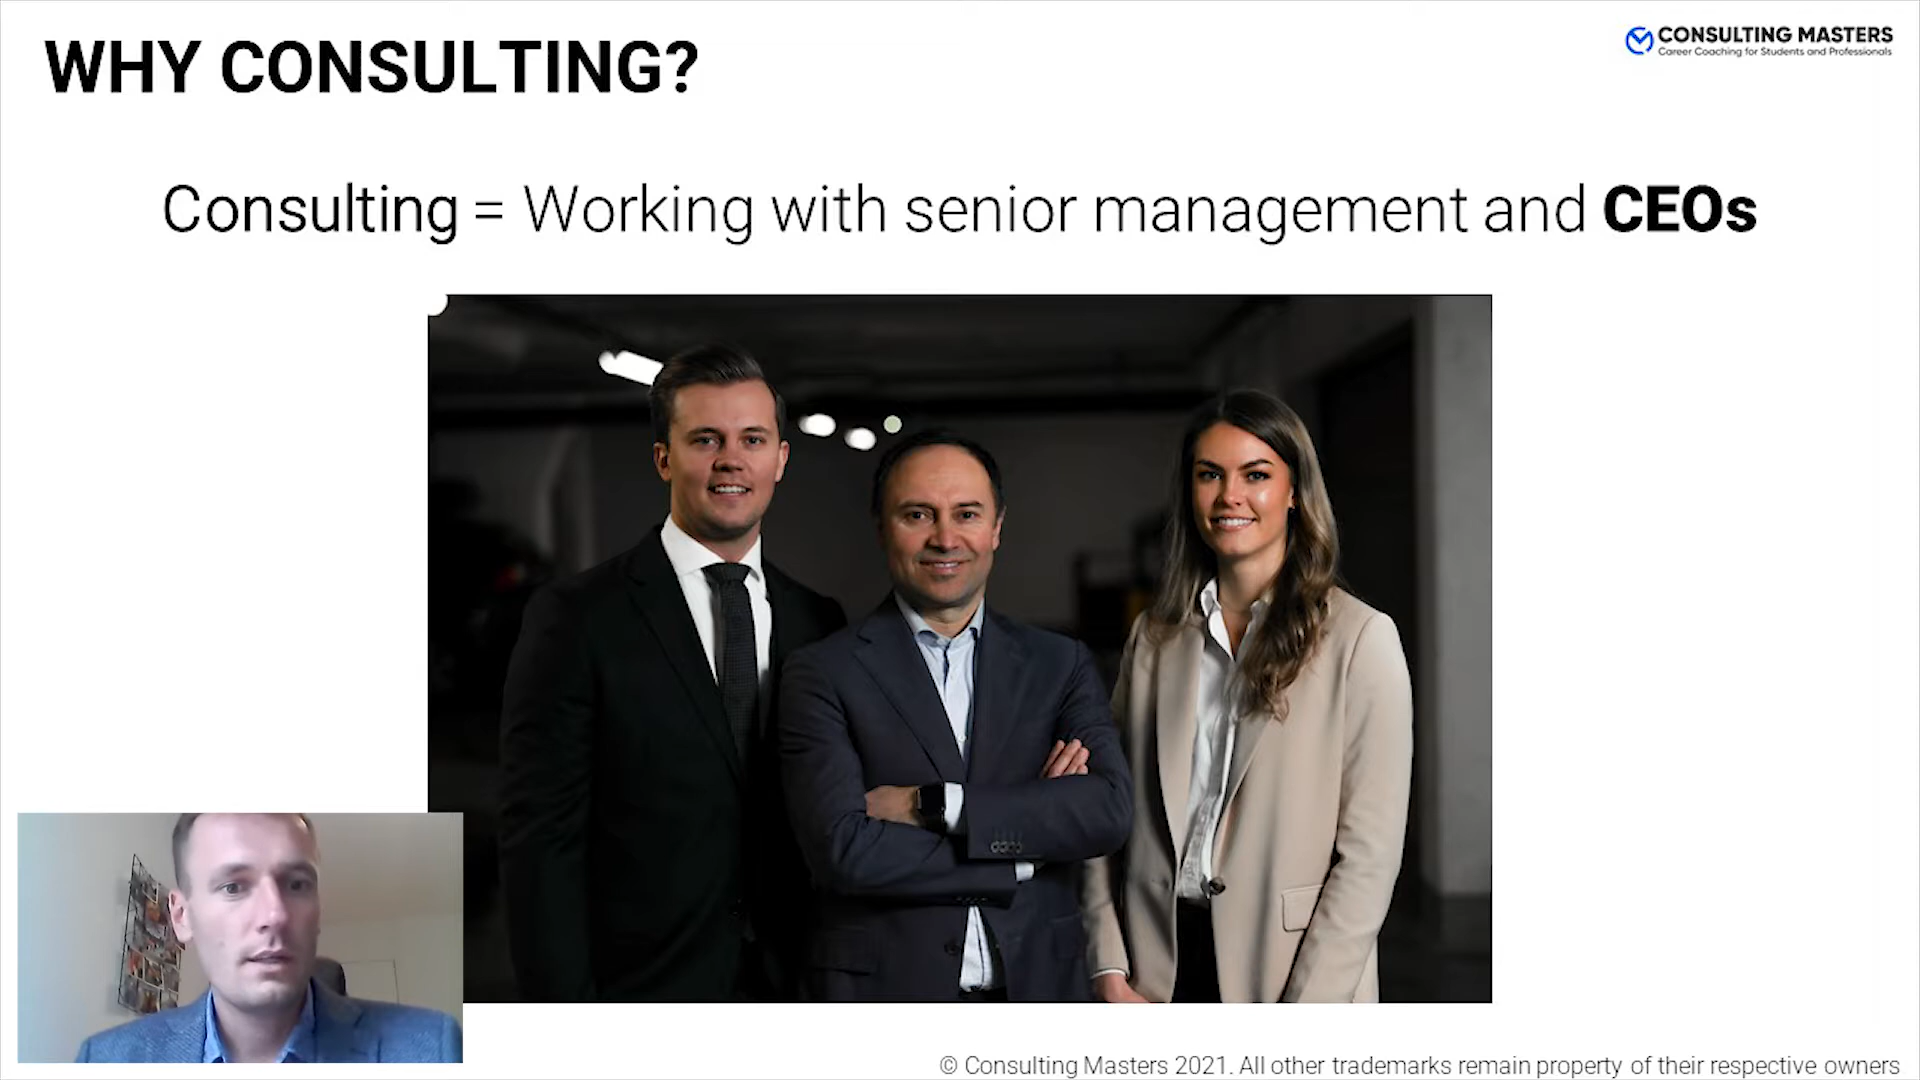 WHY CONSULTING?
CONSULTING MASTERS
Career Coaching for Students and Professionals
Consulting = Working with senior management and CEOs
© Consulting Masters 2021. All other trademarks remain property of their respective owners